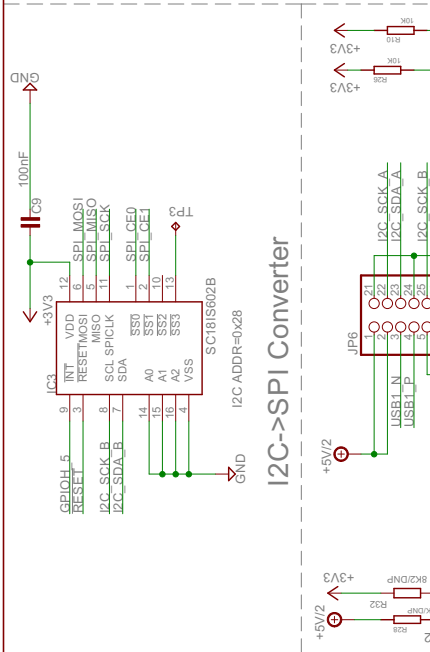 GND
100nF
C9
+3V3
SPI_MOSI
SPI_MISO
SPI_SCK
SPI_CE0
SPI_CE1
TP3
12
6
5
11
1
2
10
13
VDD
MOSI
MISO
SPICLK
SS0
SS1
SS2
SS3
INT
RESET
SCL
SDA
A0
A1
A2
VSS
IC3
SC18IS602B
9
3
8
7
14
15
16
4
GPIOH_5
RESET
I2C_SCK_B
I2C_SDA_B
GND
I2C ADDR=0x28
I2C->SPI Converter
10K
R10
+3V3
10K
R26
+3V3
I2C_SCK_A
I2C_SDA_A
I2C_SCK_B
21
22
23
24
25
JP6
1
2
3
4
5
USB1_N
USB1_P
+5V/2
+3V3
8K2/DNP
R32
+5V/2
R28